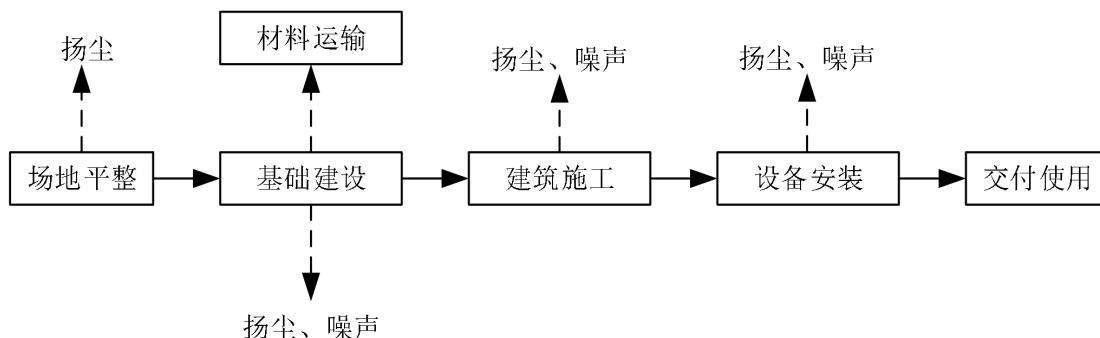 扬尘
材料运输
扬尘、噪声
扬尘、噪声
场地平整
基础建设
建筑施工
设备安装
交付使用
扬尘、噪声